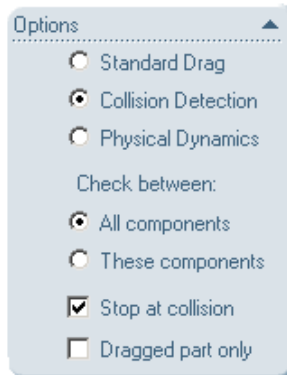 Options
Standard Drag
Collision Detection
Physical Dynamics
Check between:
All components
These components
Stop at collision
Dragged part only